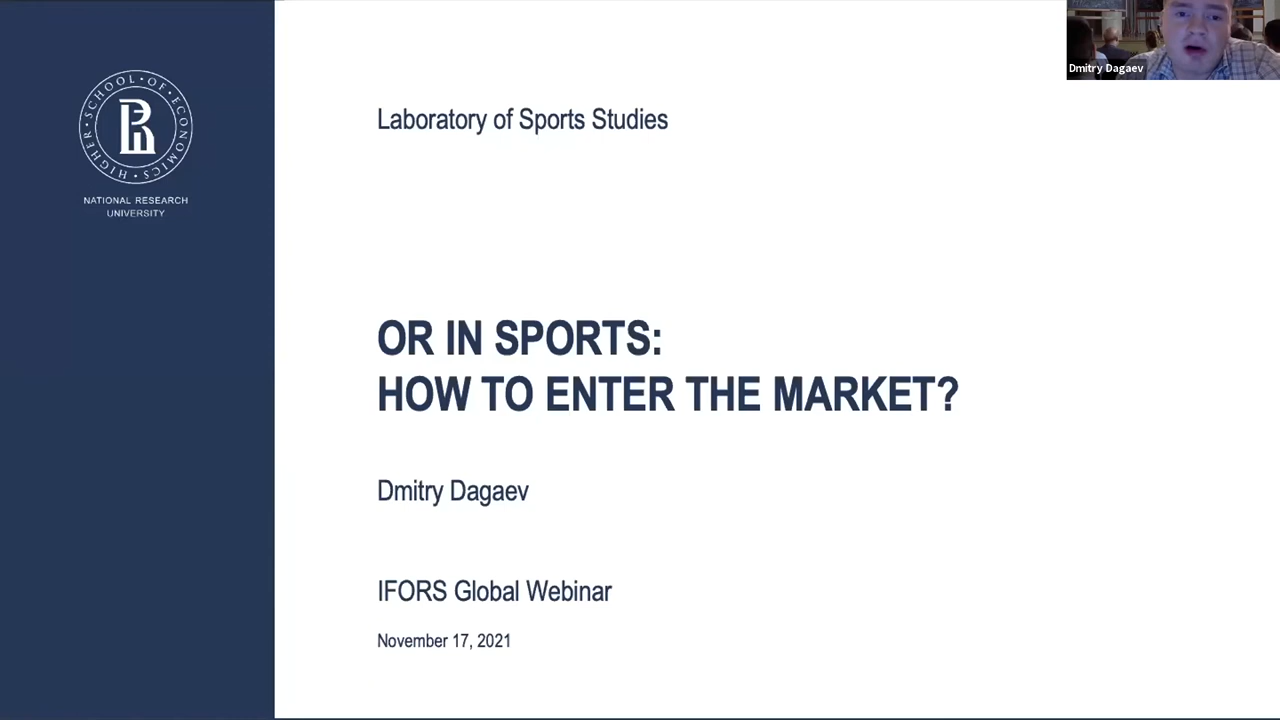 HIGHER • SCHOOL • OF • ECONOMICS •
NATIONAL RESEARCH
UNIVERSITY
Dmitry Dagaev
Laboratory of Sports Studies
OR IN SPORTS:
HOW TO ENTER THE MARKET?
Dmitry Dagaev
IFORS Global Webinar
November 17, 2021